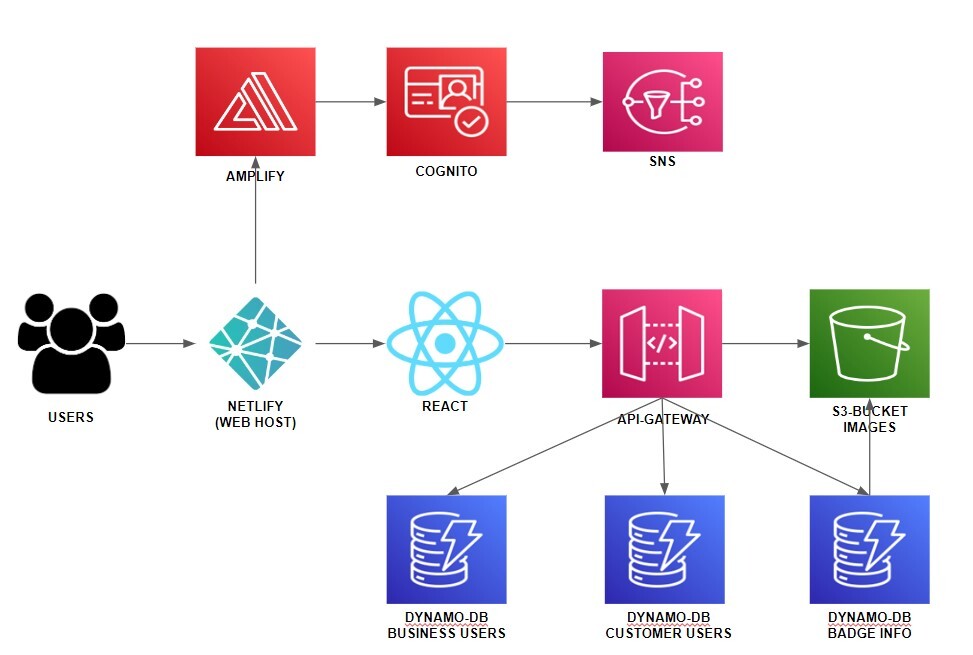 AMPLIFY
COGNITO
SNS
</>
USERS
NETLIFY
(WEB HOST)
REACT
API-GATEWAY
S3-BUCKET
IMAGES
DYNAMO-DB
BUSINESS USERS
DYNAMO-DB
CUSTOMER USERS
DYNAMO-DB
BADGE INFO